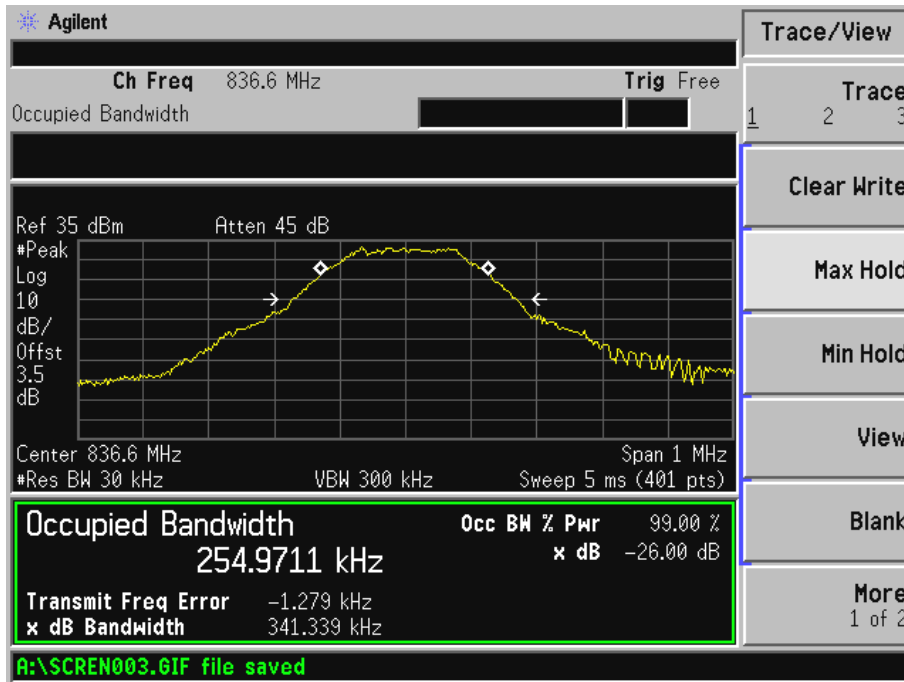 Agilent
Trace/View
Ch Freq 836.6 MHz Trig Free
Occupied Bandwidth
Trace
1 2 3
Clear Write
Ref 35 dBm Atten 45 dB
#Peak
Log
10
dB/
Offst
3.5
dB
Max Hold
Min Hold
View
Center 836.6 MHz Span 1 MHz
#Res BW 30 kHz VBW 300 kHz Sweep 5 ms (401 pts)
Blank
Occupied Bandwidth
254.9711 kHz
Occ BW % Pwr 99.00 %
x dB -26.00 dB
Transmit Freq Error -1.279 kHz
x dB Bandwidth 341.339 kHz
More
1 of 2
A:\SCREN003.GIF file saved